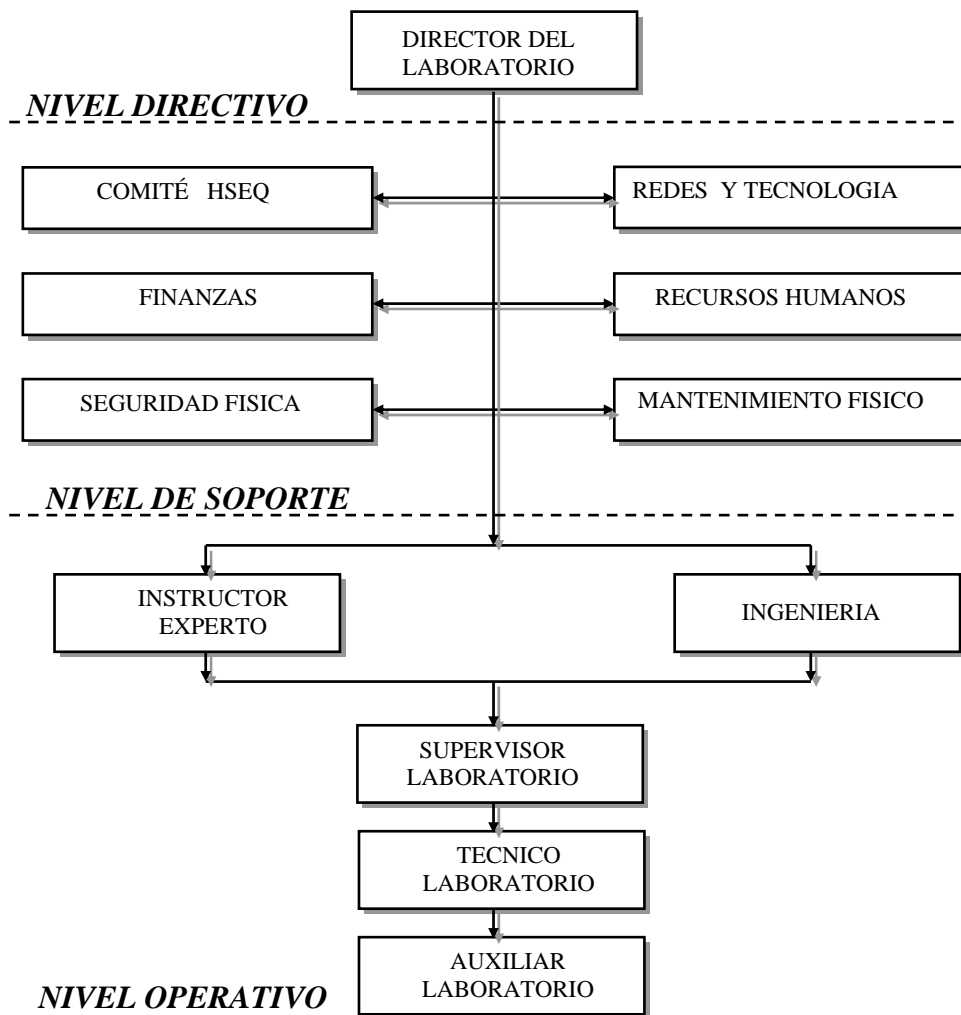 DIRECTOR DEL
LABORATORIO
NIVEL DIRECTIVO
COMITÉ HSEQ
REDES Y TECNOLOGIA
FINANZAS
RECURSOS HUMANOS
SEGURIDAD FISICA
MANTENIMIENTO FISICO
NIVEL DE SOPORTE
INSTRUCTOR
EXPERTO
INGENIERIA
SUPERVISOR
LABORATORIO
TECNICO
LABORATORIO
AUXILIAR
LABORATORIO
NIVEL OPERATIVO